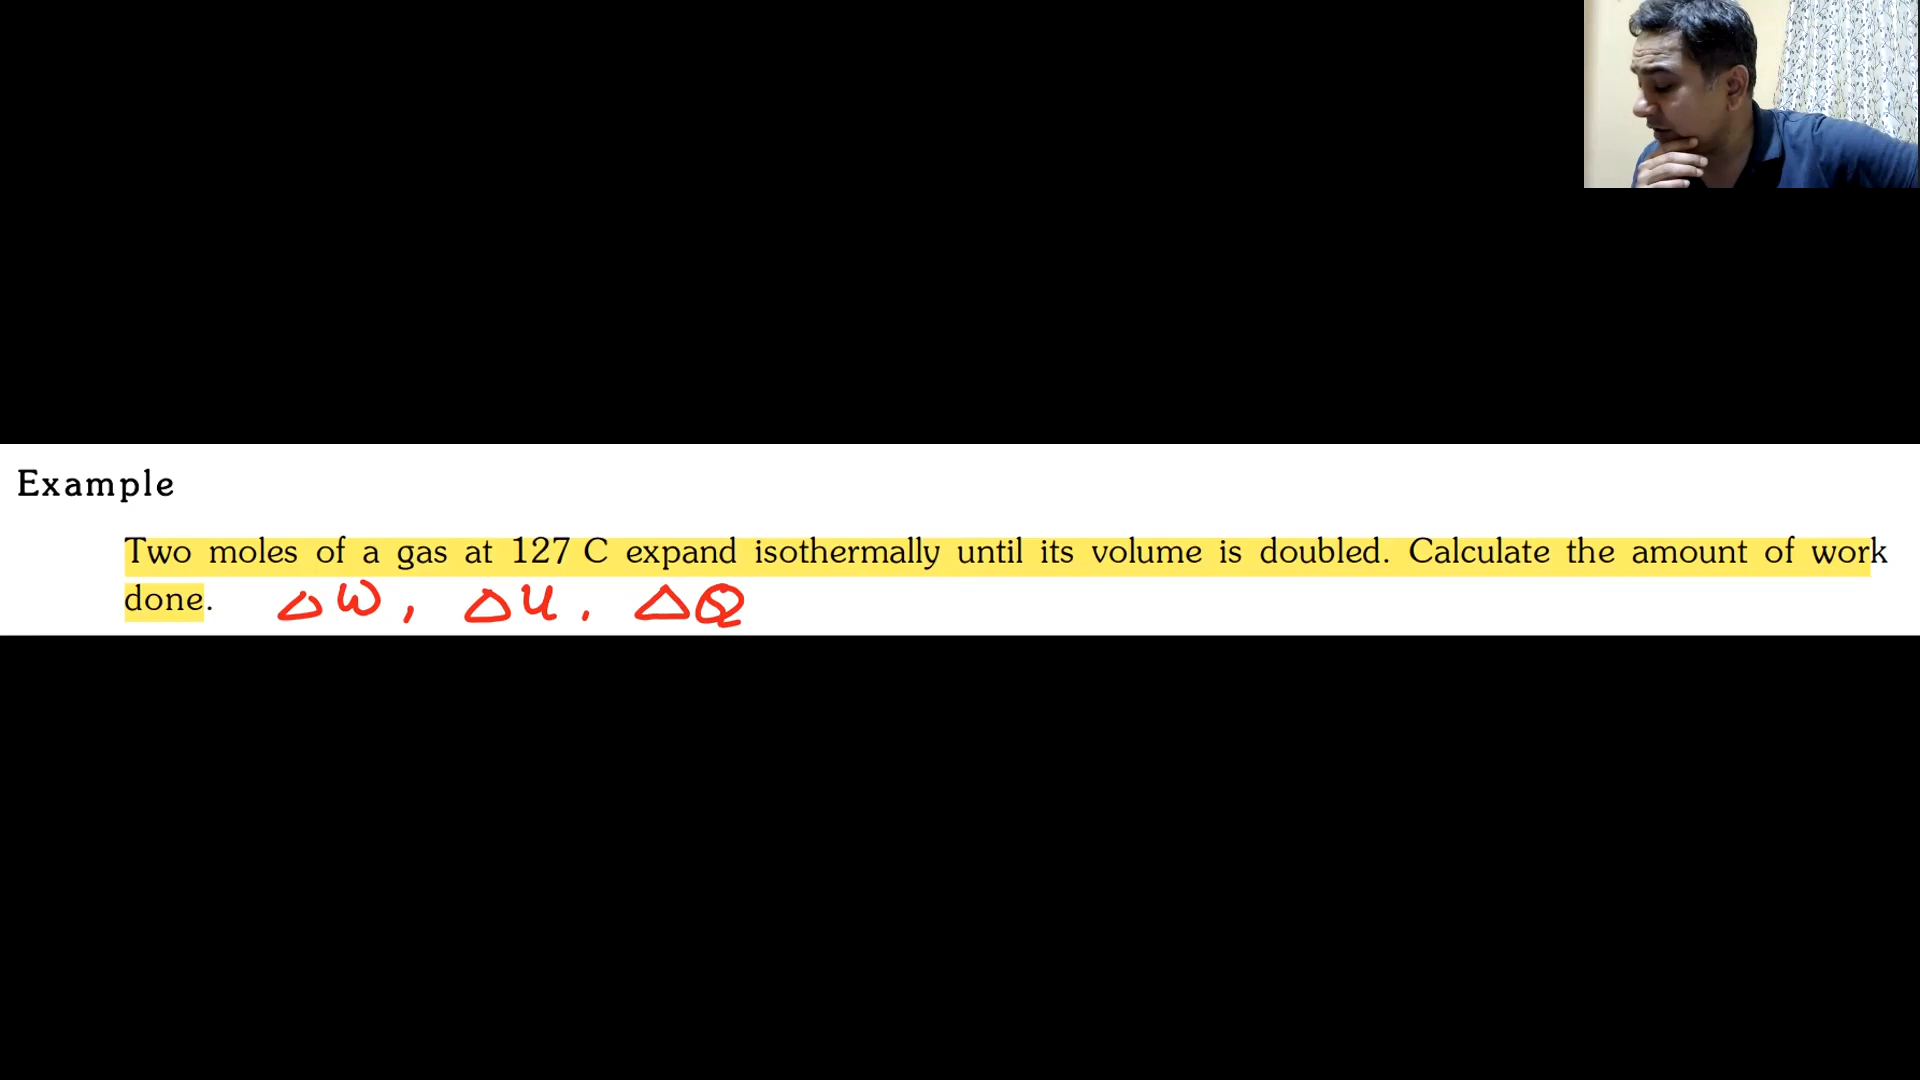 Example
Two moles of a gas at 127 C expand isothermally until its volume is doubled. Calculate the amount of work
done. ΔW, ΔU. ΔQ